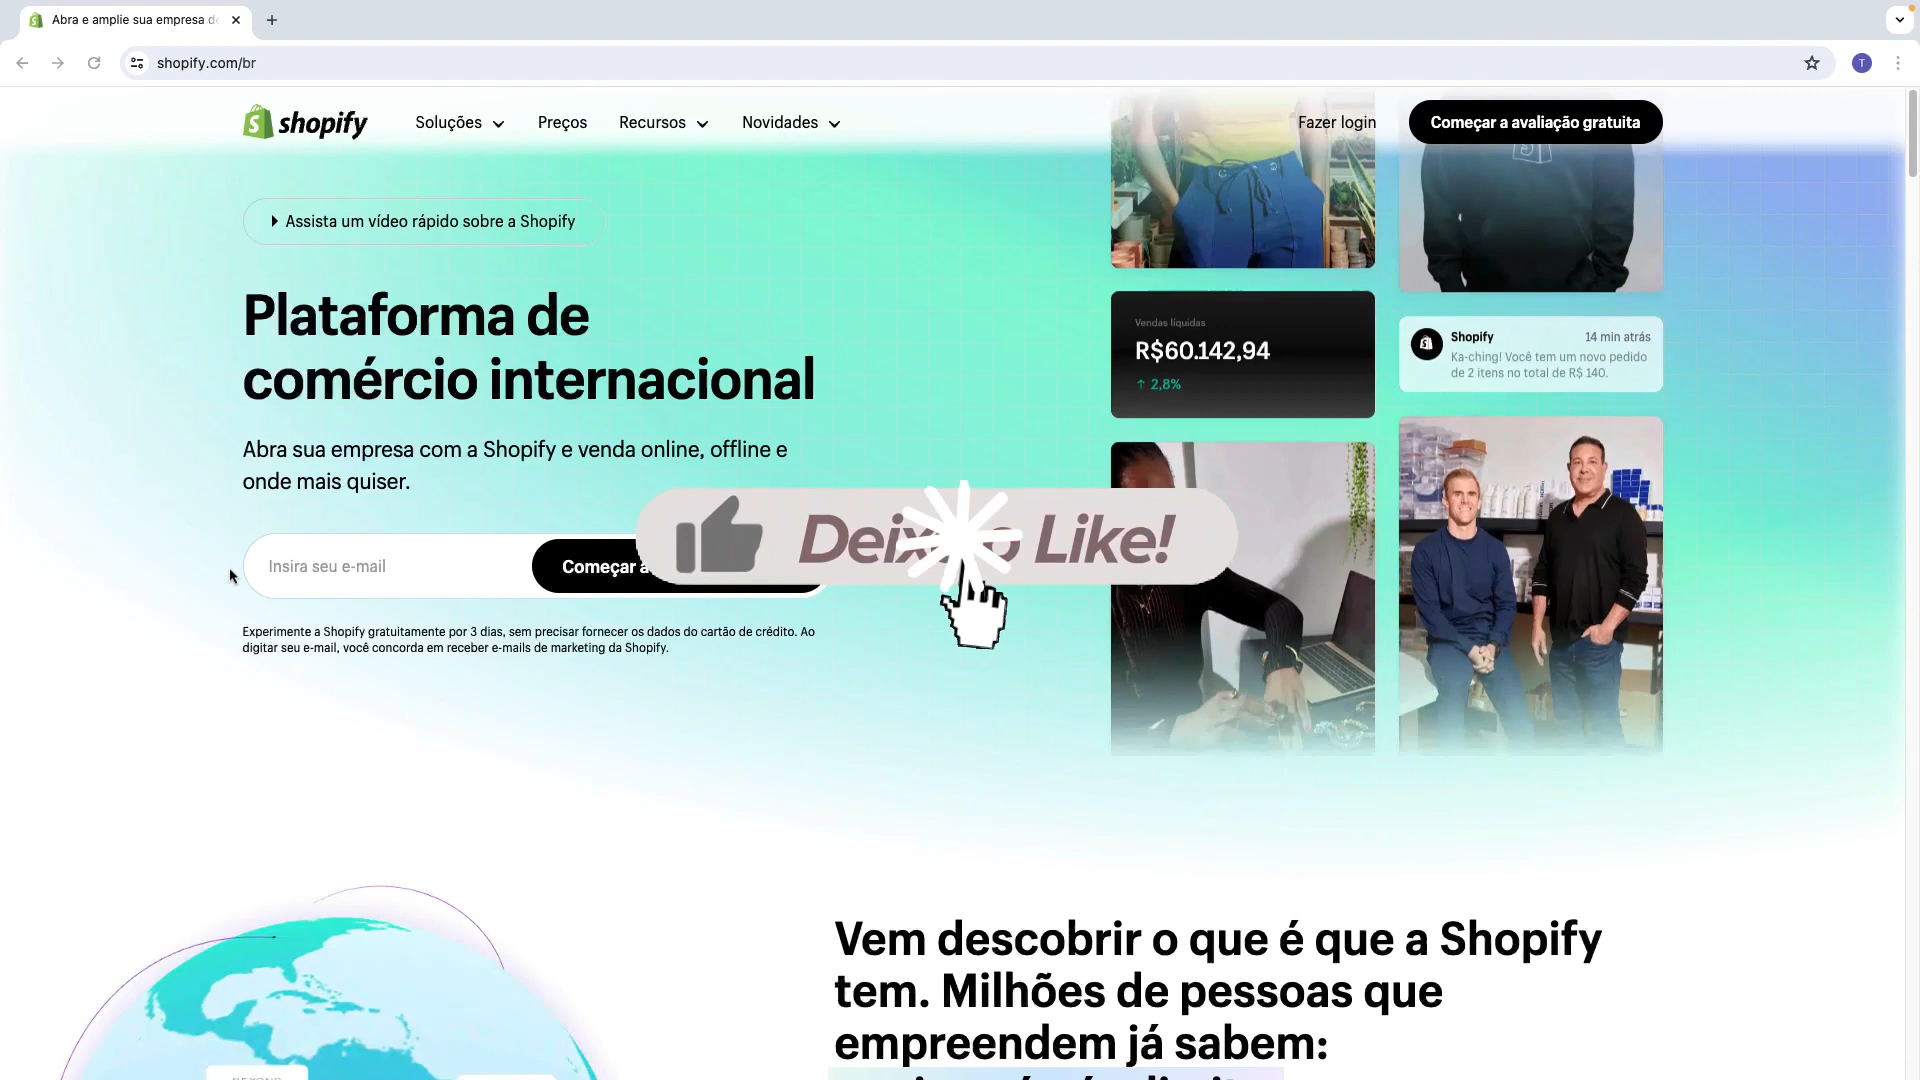 Abra e amplie sua empresa de
shopify.com/br
T
shopify
Soluções
Preços
Recursos
Novidades
Fazer login
Começar a avaliação gratuita
Assista um vídeo rápido sobre a Shopify
Plataforma de
comércio internacional
Abra sua empresa com a Shopify e venda online, offline e
onde mais quiser.
Insira seu e-mail
Começar a
Experimente a Shopify gratuitamente por 3 dias, sem precisar fornecer os dados do cartão de crédito. Ao
digitar seu e-mail, você concorda em receber e-mails de marketing da Shopify.
Vendas líquidas
R$60.142,94
↑ 2,8%
Shopify
14 min atrás
Ka-ching! Você tem um novo pedido
de 2 itens no total de R$ 140.
Deixe o Like!
Vem descobrir o que é que a Shopify
tem. Milhões de pessoas que
empreendem já sabem: